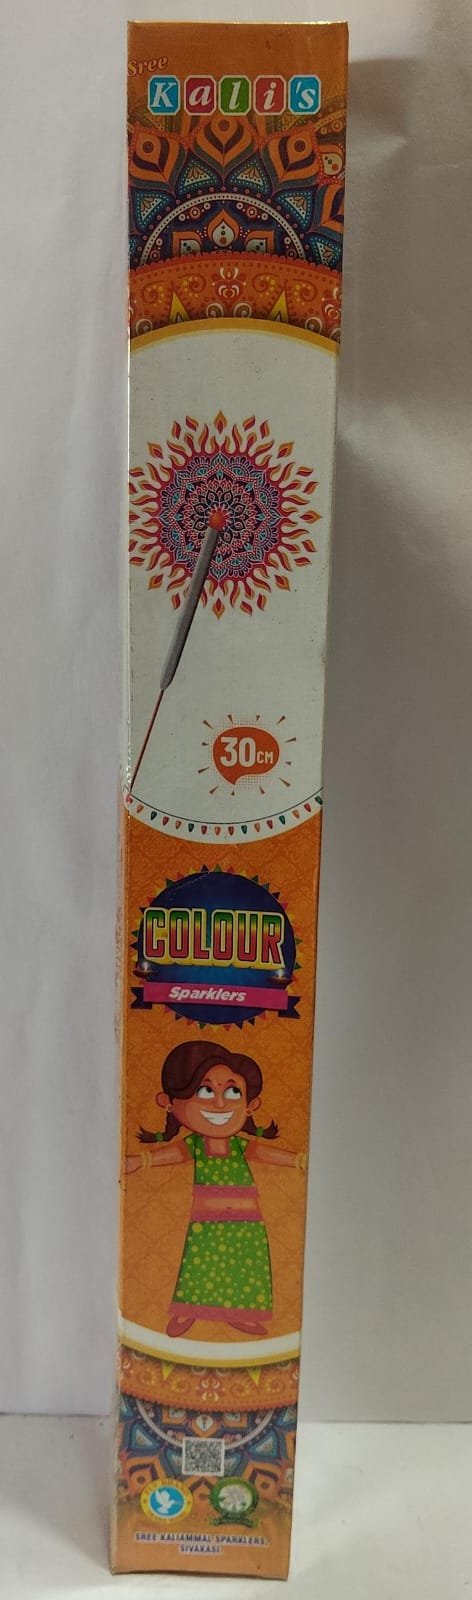 Sree
Kali's
30CM
COLOUR
Sparklers
SREE KALIAMMAL SPARKLERS,
SIVAKASI.